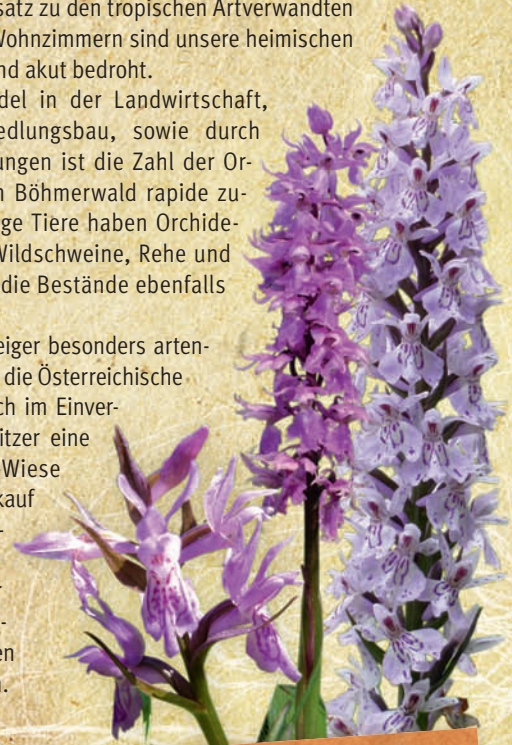 satz zu den tropischen Artverwandten
Wohnzimmern sind unsere heimischen
nd akut bedroht.
del in der Landwirtschaft,
edlungsbau, sowie durch
ungen ist die Zahl der Or-
n Böhmerwald rapide zu-
ge Tiere haben Orchide-
Wildschweine, Rehe und
die Bestände ebenfalls
eiger besonders arten-
die Österreichische
ch im Einver-
itzer eine
-Wiese
kauf
-
-
-
en
.